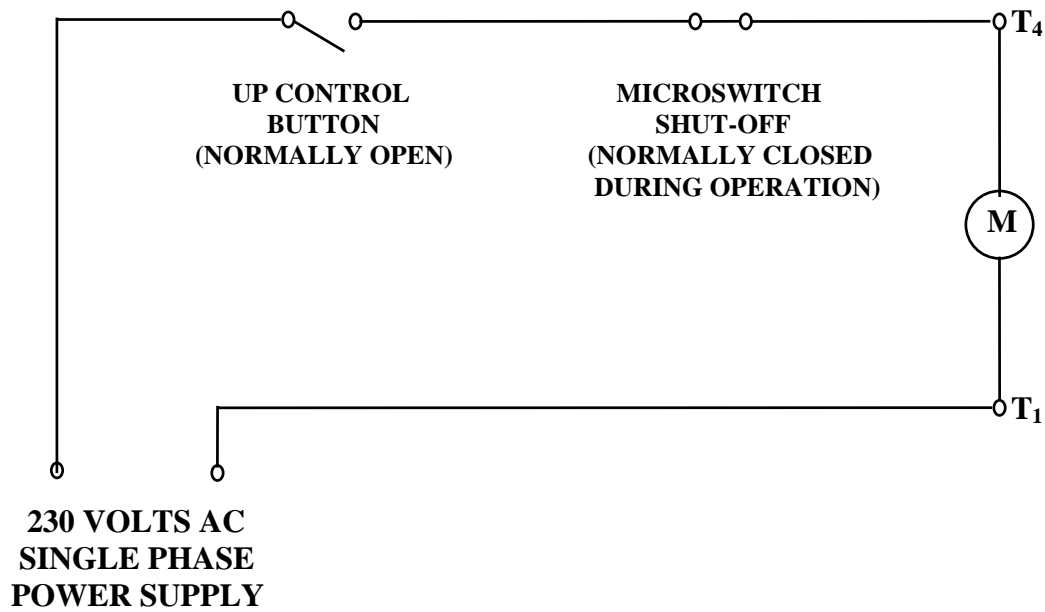 T4
UP CONTROL
BUTTON
(NORMALLY OPEN)
MICROSWITCH
SHUT-OFF
(NORMALLY CLOSED
DURING OPERATION)
M
T1
230 VOLTS AC
SINGLE PHASE
POWER SUPPLY